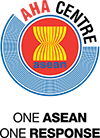 AHA CENTRE
asean
ONE ASEAN
ONE RESPONSE